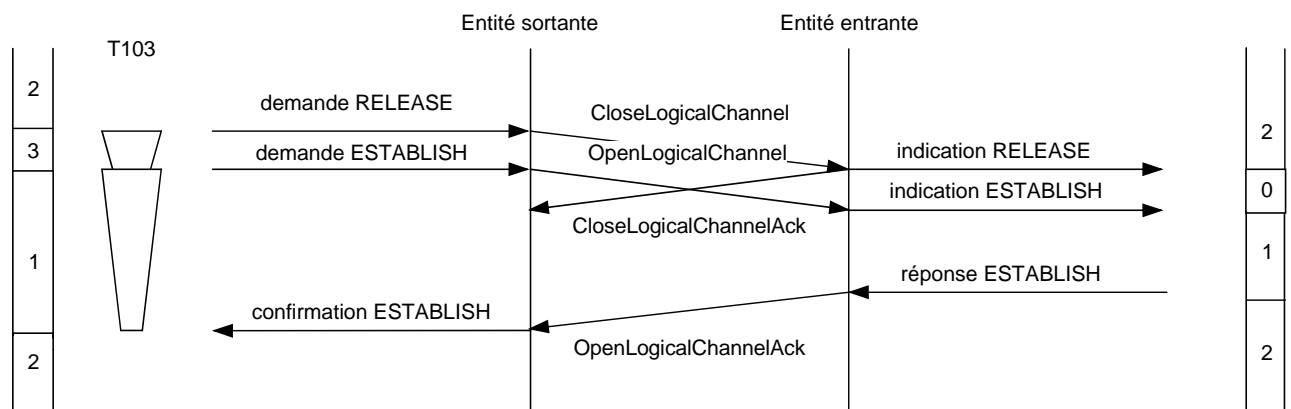 Entité sortante
Entité entrante
T103
2
demande RELEASE
CloseLogicalChannel
2
3
demande ESTABLISH
OpenLogicalChannel
indication RELEASE
0
indication ESTABLISH
CloseLogicalChannelAck
1
1
réponse ESTABLISH
confirmation ESTABLISH
OpenLogicalChannelAck
2
2